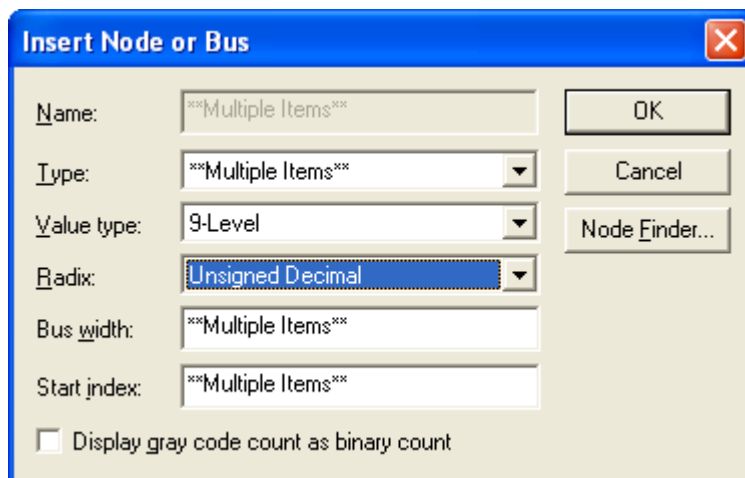 Insert Node or Bus
Name: **Multiple Items** OK
Type: **Multiple Items** Cancel
Value type: 9-Level Node Finder...
Radix: Unsigned Decimal
Bus width: **Multiple Items**
Start index: **Multiple Items**
Display gray code count as binary count